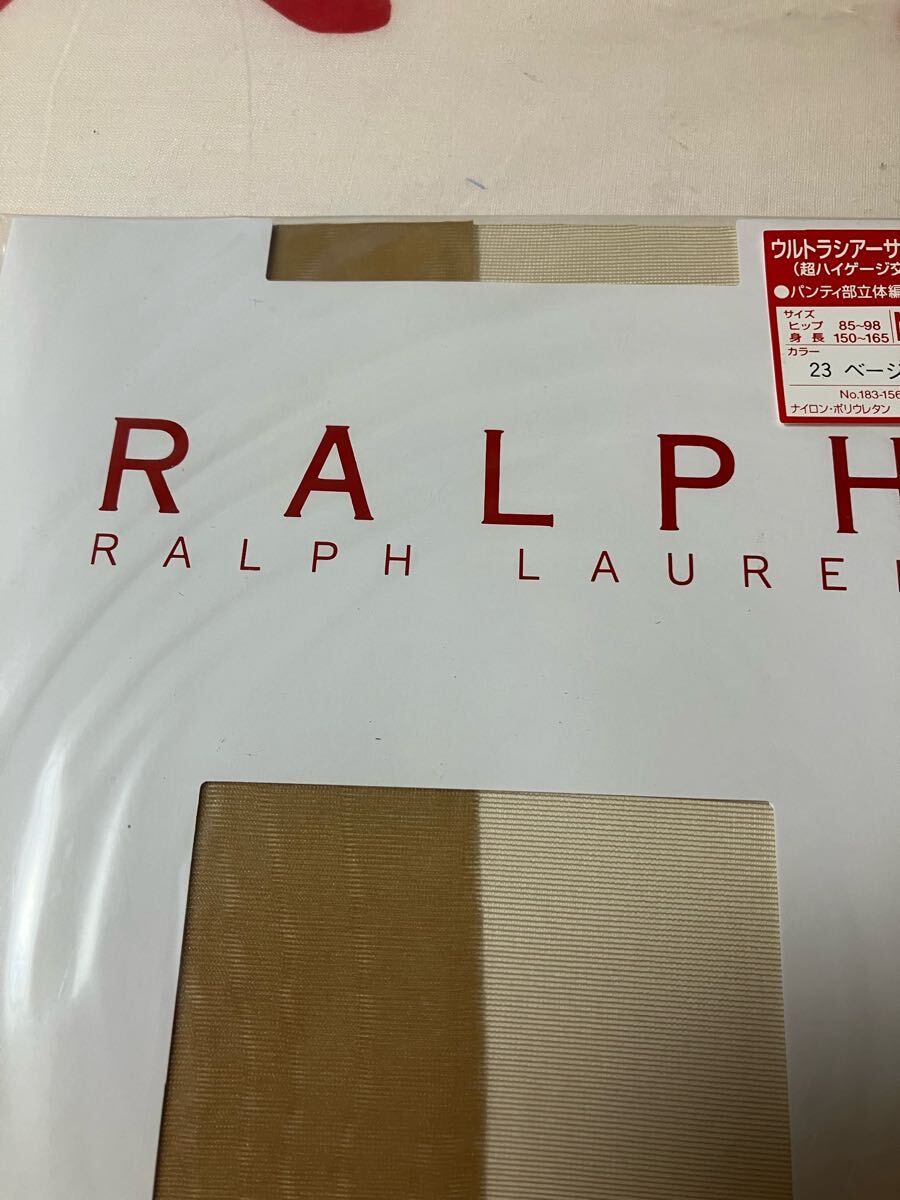 ウルトラシアーサ
(超ハイゲージ交
●パンティ部立体編
サイズ
ヒップ 85~98
身長 150~165
カラー
23 ベージ
No.183-156
ナイロン・ポリウレタン
RALPH
RALPH LAURE